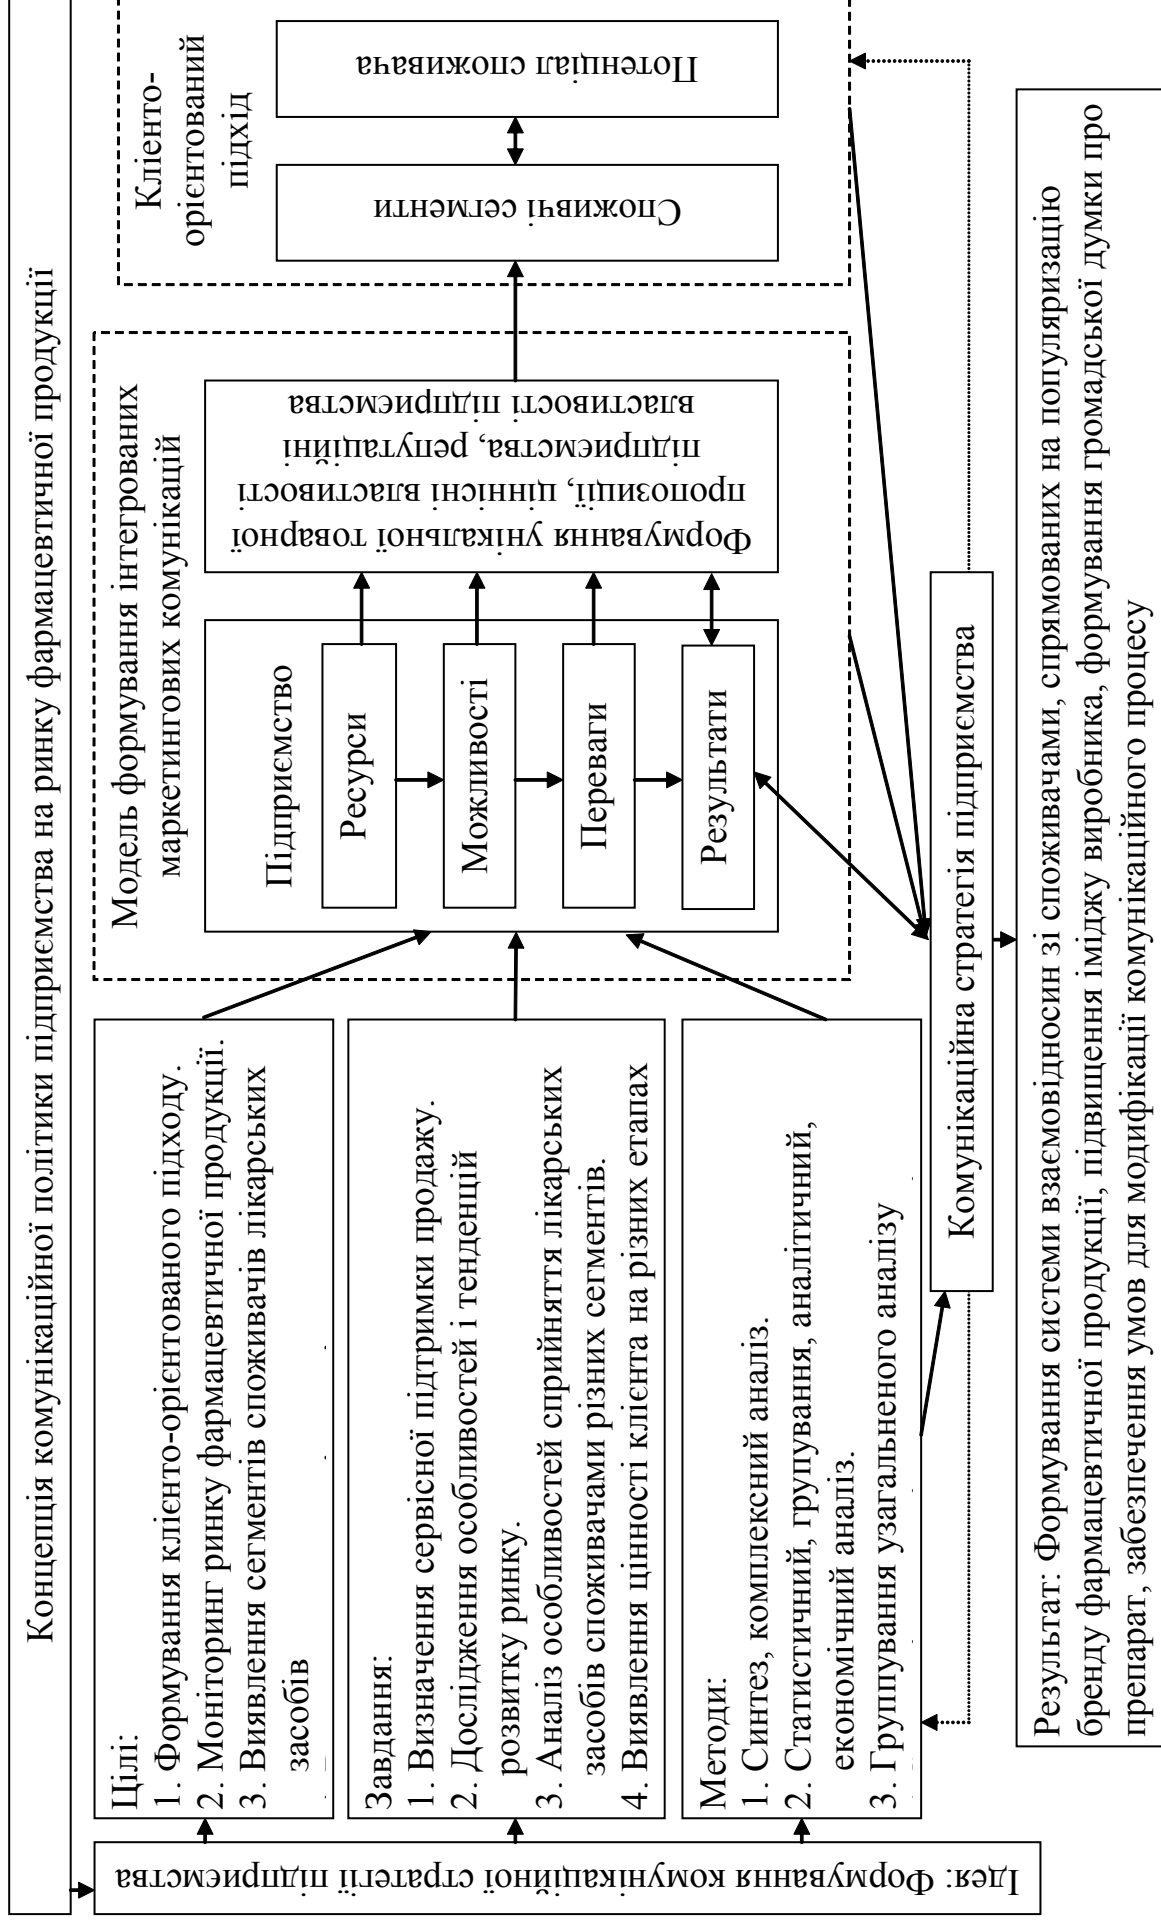 Концепція комунікаційної політики підприємства на ринку фармацевтичної продукції
Ідея: Формування комунікаційної стратегії підприємства
Цілі:
1. Формування клієнто-орієнтованого підходу.
2. Моніторинг ринку фармацевтичної продукції.
3. Виявлення сегментів споживачів лікарських
засобів
Завдання:
1. Визначення сервісної підтримки продажу.
2. Дослідження особливостей і тенденцій
розвитку ринку.
3. Аналіз особливостей сприйняття лікарських
засобів споживачами різних сегментів.
4. Виявлення цінності клієнта на різних етапах
Методи:
1. Синтез, комплексний аналіз.
2. Статистичний, групування, аналітичний,
економічний аналіз.
3. Группування узагальненого аналізу
Модель формування інтегрованих
маркетингових комунікацій
Підприємство
Ресурси
Можливості
Переваги
Результати
Формування унікальної товарної
пропозиції, ціннісні властивості
підприємства, репутаційні
властивості підприємства
Клієнто-
орієнтований
підхід
Споживчі сегменти
Потенціал споживача
Комунікаційна стратегія підприємства
Результат: Формування системи взаємовідносин зі споживачами, спрямованих на популяризацію
бренду фармацевтичної продукції, підвищення іміджу виробника, формування громадської думки про
препарат, забезпечення умов для модифікації комунікаційного процесу